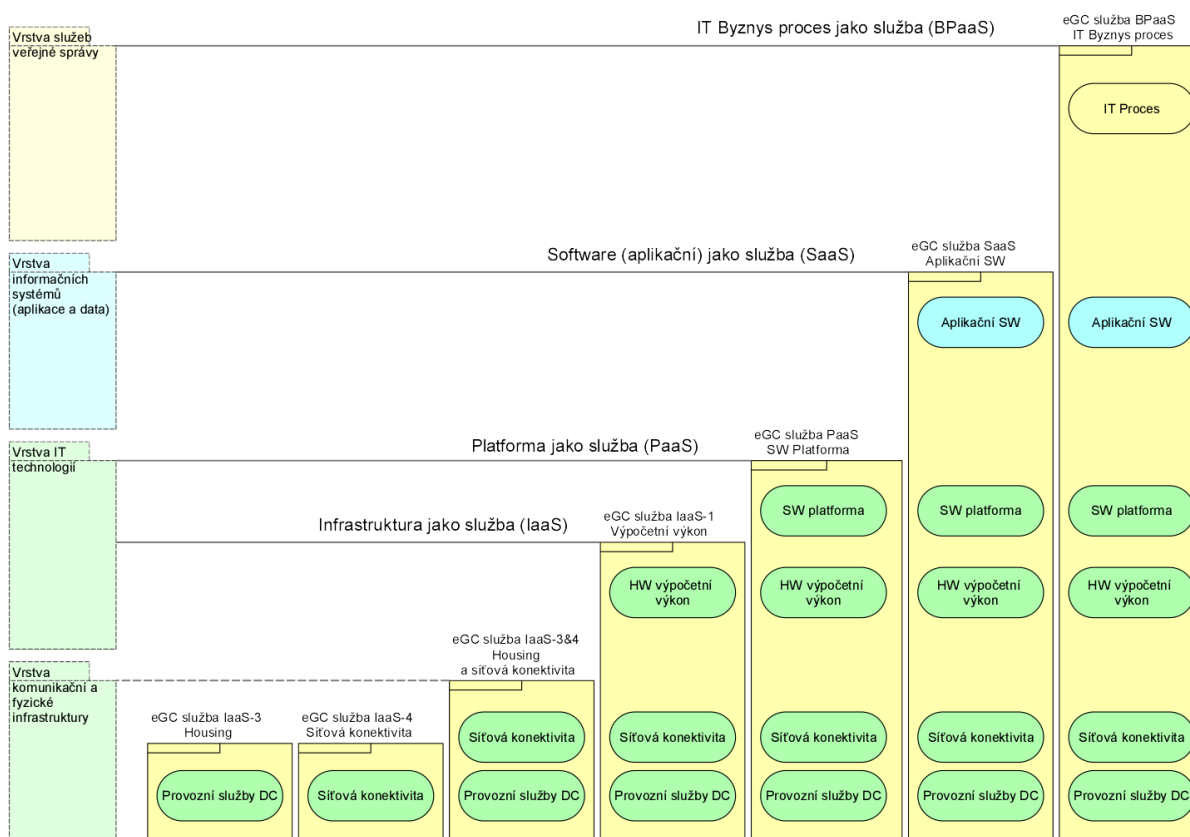 IT Byznys proces jako služba (BPaaS)
eGC služba BPaaS
IT Byznys proces
Vrstva služeb
veřejné správy
IT Proces
Software (aplikační) jako služba (SaaS)
eGC služba SaaS
Aplikační SW
Vrstva
informačních
systémů
(aplikace a data)
Aplikační SW
Aplikační SW
Platforma jako služba (PaaS)
eGC služba PaaS
SW Platforma
Vrstva IT
technologií
SW platforma
SW platforma
SW platforma
Infrastruktura jako služba (IaaS)
eGC služba IaaS-1
Výpočetní výkon
HW výpočetní
výkon
HW výpočetní
výkon
HW výpočetní
výkon
HW výpočetní
výkon
eGC služba IaaS-3&4
Housing
a síťová konektivita
Vrstva
komunikační a
fyzické
infrastruktury
eGC služba IaaS-3
Housing
eGC služba IaaS-4
Síťová konektivita
Síťová konektivita
Síťová konektivita
Síťová konektivita
Síťová konektivita
Síťová konektivita
Provozní služby DC
Síťová konektivita
Provozní služby DC
Provozní služby DC
Provozní služby DC
Provozní služby DC
Provozní služby DC